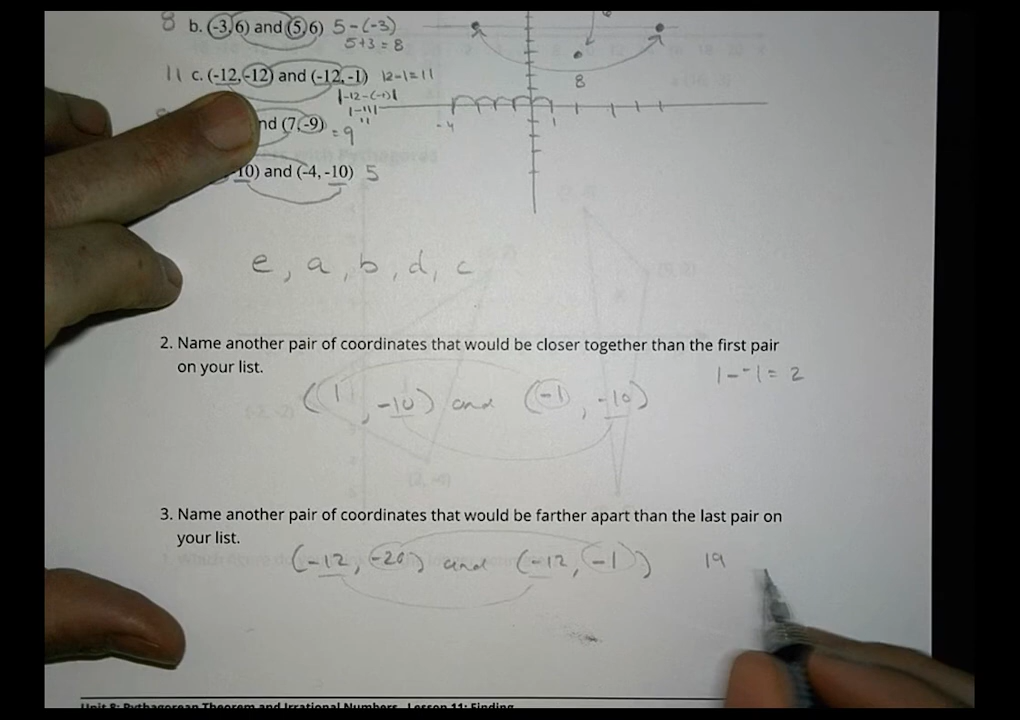 8 b. (-3,6) and (5,6) 5-(-3)
5+3 = 8
8
11 c. (-12,-12) and (-12,-1) 12-1=11
|-12-(-1)|
|-11|
11
-4 1
nd (7,-9) = 9
-10) and (-4, -10) 5
e, a, b, d, c
2. Name another pair of coordinates that would be closer together than the first pair
on your list.
1--1= 2
(1, -10) and (-1, -10)
3. Name another pair of coordinates that would be farther apart than the last pair on
your list.
(-12, -20) and (-12, -1) 19
Unit 8: Pythagorean Theorem and Irrational Numbers Lesson 11: Finding